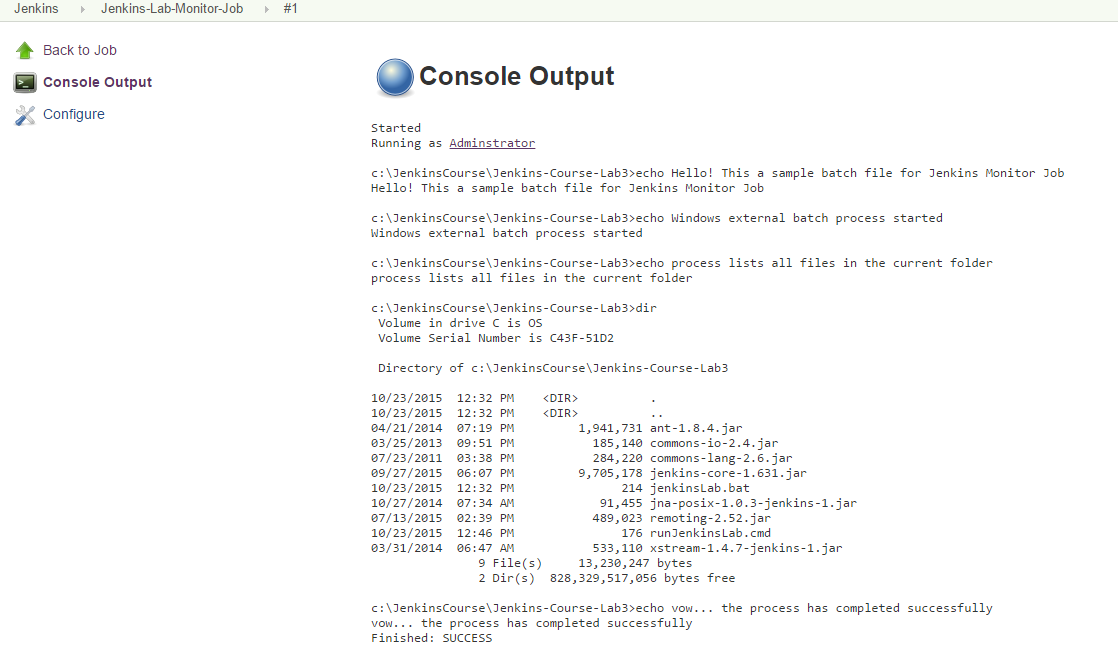 Jenkins Jenkins-Lab-Monitor-Job #1
Back to Job
Console Output
Configure
Console Output
Started
Running as Adminstrator
c:\JenkinsCourse\Jenkins-Course-Lab3>echo Hello! This a sample batch file for Jenkins Monitor Job
Hello! This a sample batch file for Jenkins Monitor Job
c:\JenkinsCourse\Jenkins-Course-Lab3>echo Windows external batch process started
Windows external batch process started
c:\JenkinsCourse\Jenkins-Course-Lab3>echo process lists all files in the current folder
process lists all files in the current folder
c:\JenkinsCourse\Jenkins-Course-Lab3>dir
Volume in drive C is OS
Volume Serial Number is C43F-51D2
Directory of c:\JenkinsCourse\Jenkins-Course-Lab3
10/23/2015 12:32 PM <DIR> .
10/23/2015 12:32 PM <DIR> ..
04/21/2014 07:19 PM 1,941,731 ant-1.8.4.jar
03/25/2013 09:51 PM 185,140 commons-io-2.4.jar
07/23/2011 03:38 PM 284,220 commons-lang-2.6.jar
09/27/2015 06:07 PM 9,705,178 jenkins-core-1.631.jar
10/23/2015 12:32 PM 214 jenkinsLab.bat
10/27/2014 07:34 AM 91,455 jna-posix-1.0.3-jenkins-1.jar
07/13/2015 02:39 PM 489,023 remoting-2.52.jar
10/23/2015 12:46 PM 176 runJenkinsLab.cmd
03/31/2014 06:47 AM 533,110 xstream-1.4.7-jenkins-1.jar
9 File(s) 13,230,247 bytes
2 Dir(s) 828,329,517,056 bytes free
c:\JenkinsCourse\Jenkins-Course-Lab3>echo vow... the process has completed successfully
vow... the process has completed successfully
Finished: SUCCESS